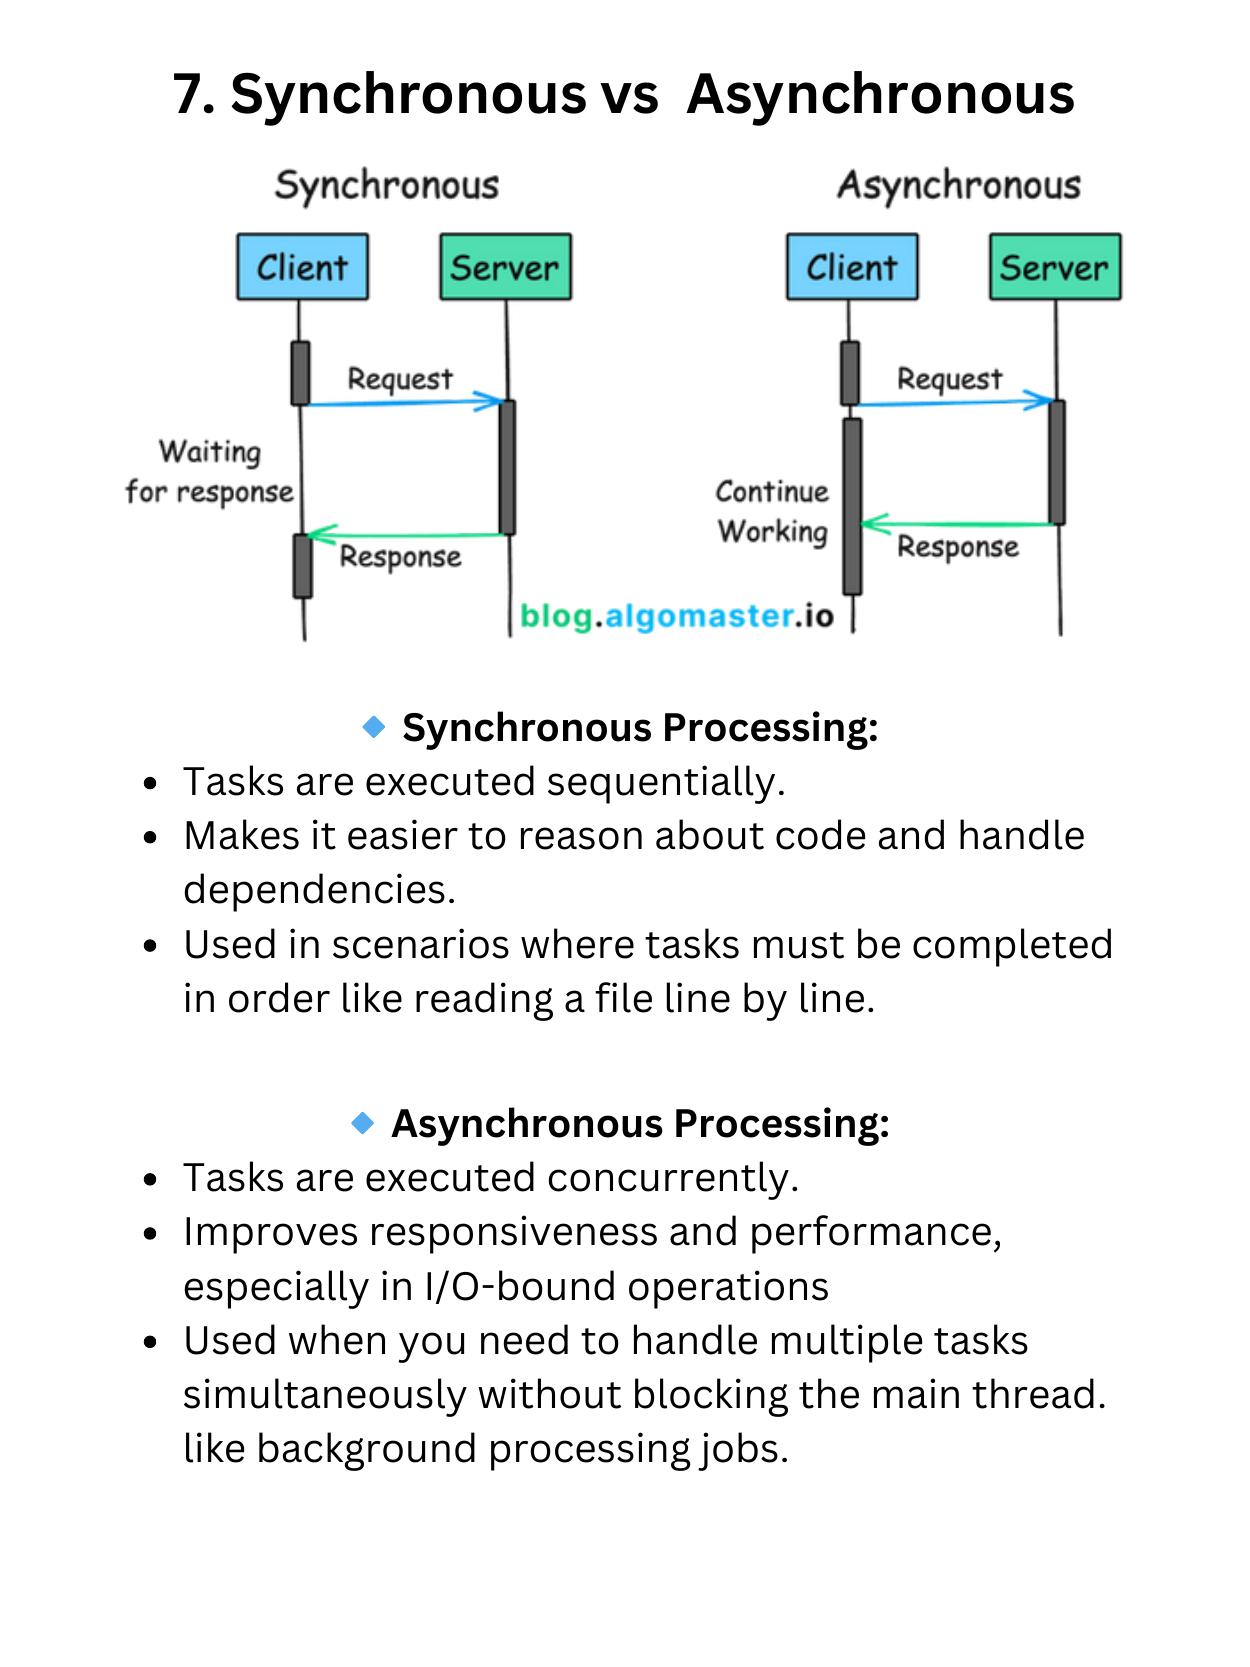 7. Synchronous vs  Asynchronous
Synchronous
Asynchronous
Client
Server
Client
Server
Request
Request
Waiting
for response
Continue
Working
Response
Response
blog.algomaster.io
Synchronous Processing:
• Tasks are executed sequentially.
• Makes it easier to reason about code and handle
dependencies.
• Used in scenarios where tasks must be completed
in order like reading a file line by line.
Asynchronous Processing:
• Tasks are executed concurrently.
• Improves responsiveness and performance,
especially in I/O-bound operations
• Used when you need to handle multiple tasks
simultaneously without blocking the main thread.
like background processing jobs.